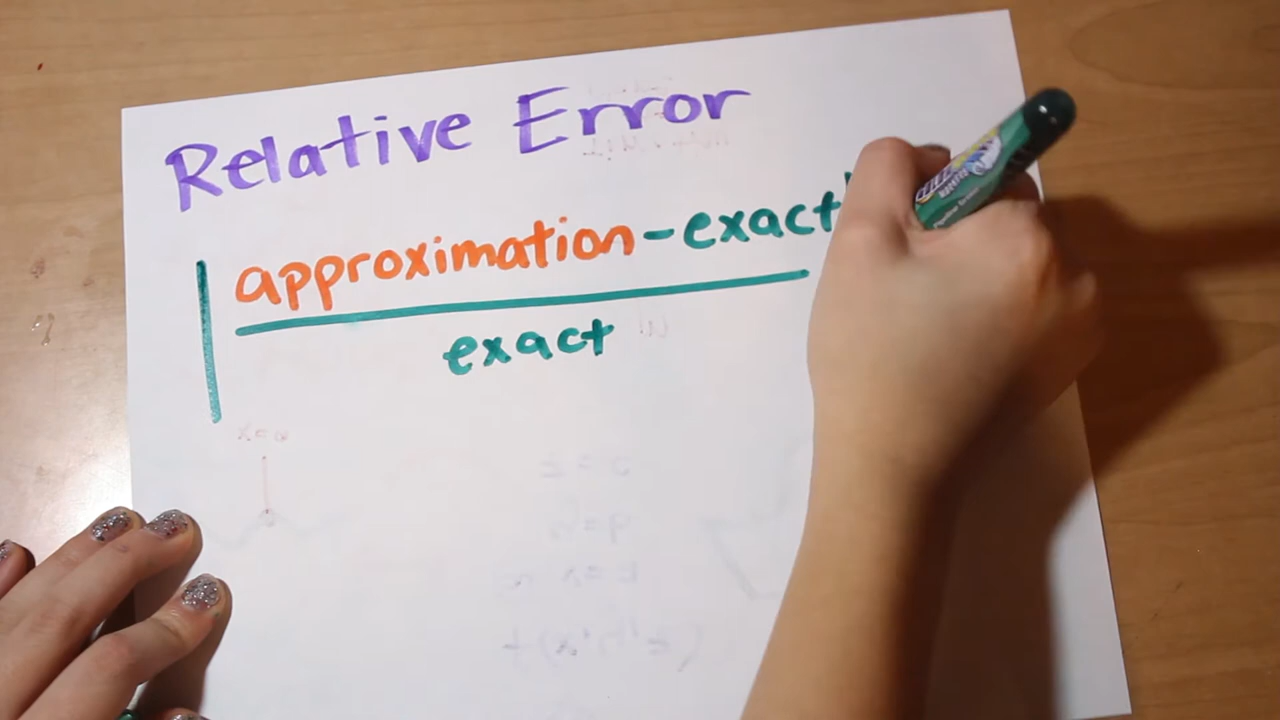 Relative Error
|approximation-exact|
exact
x=a